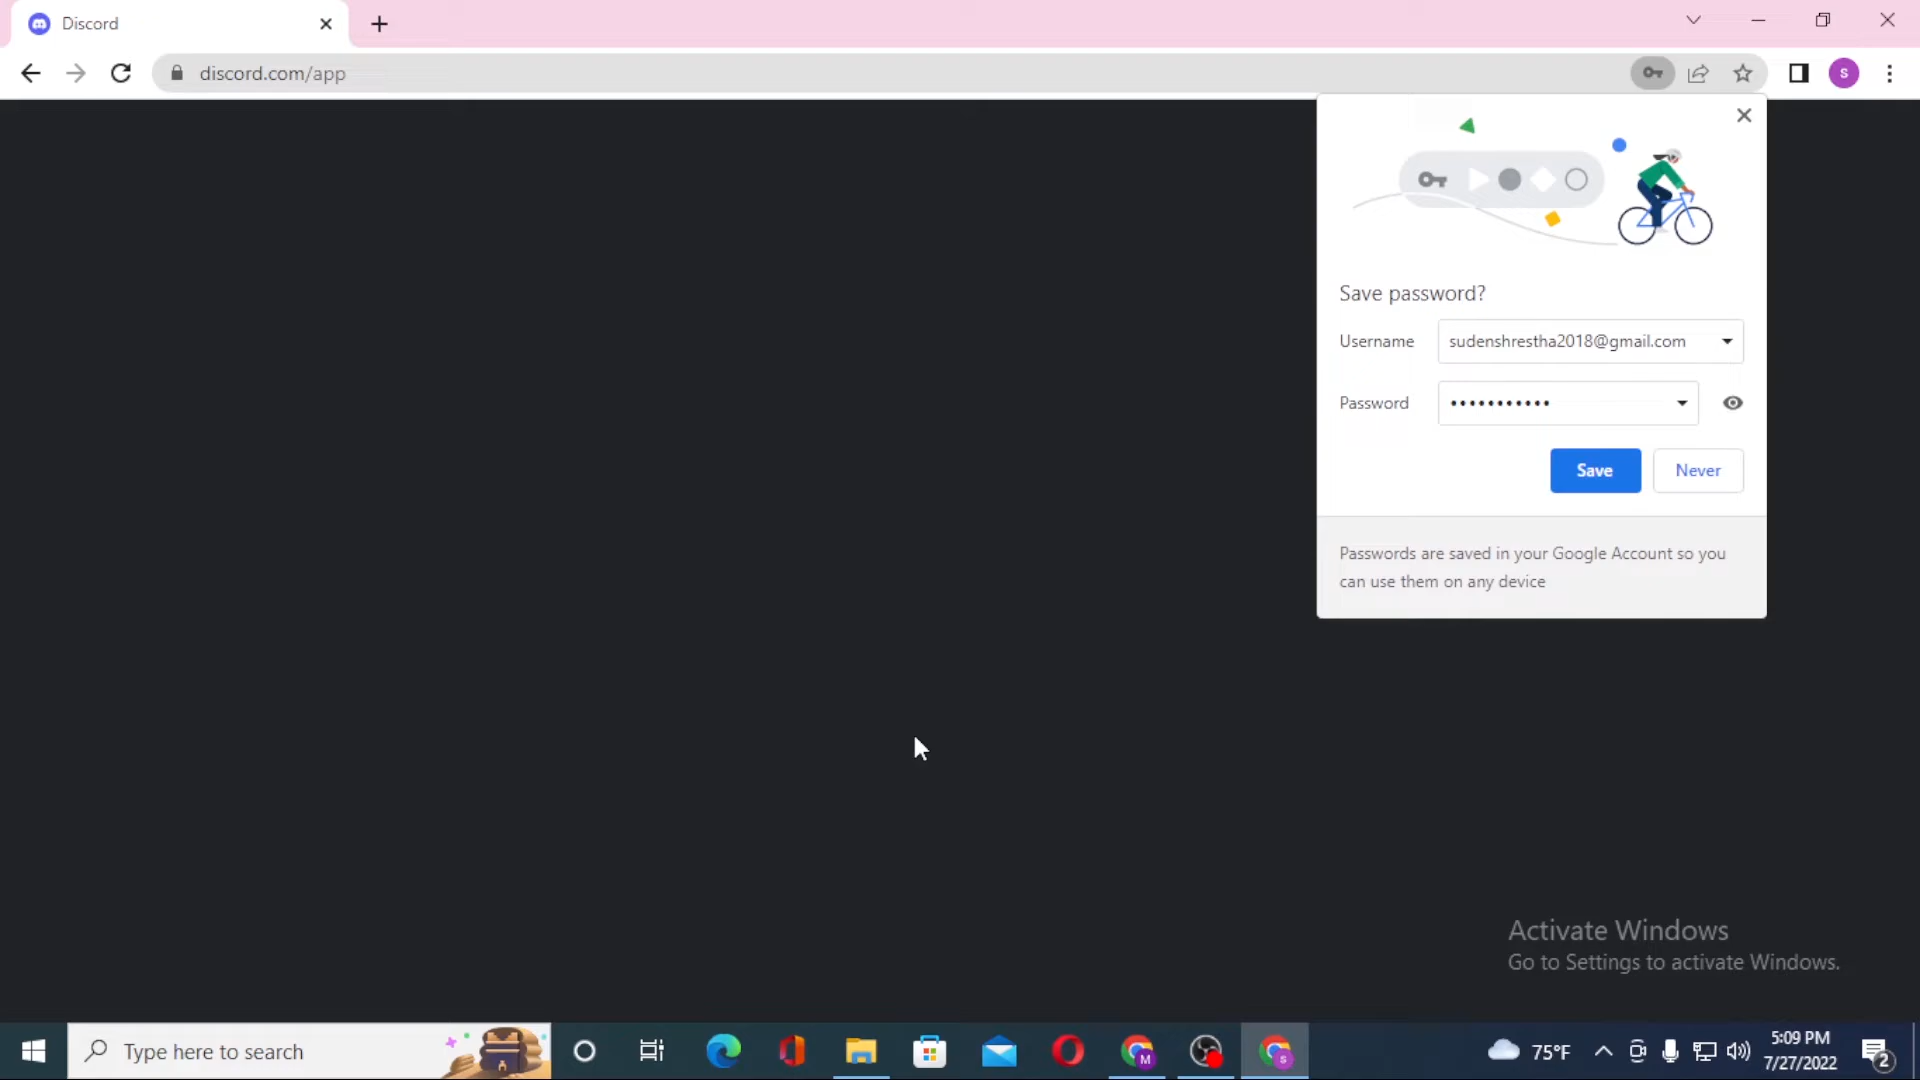 Discord
discord.com/app
S
Save password?
Username
sudenshrestha2018@gmail.com
Password
•••••••••••
Save
Never
Passwords are saved in your Google Account so you
can use them on any device
Activate Windows
Go to Settings to activate Windows.
Type here to search
M
S
75°F
5:09 PM
7/27/2022
2